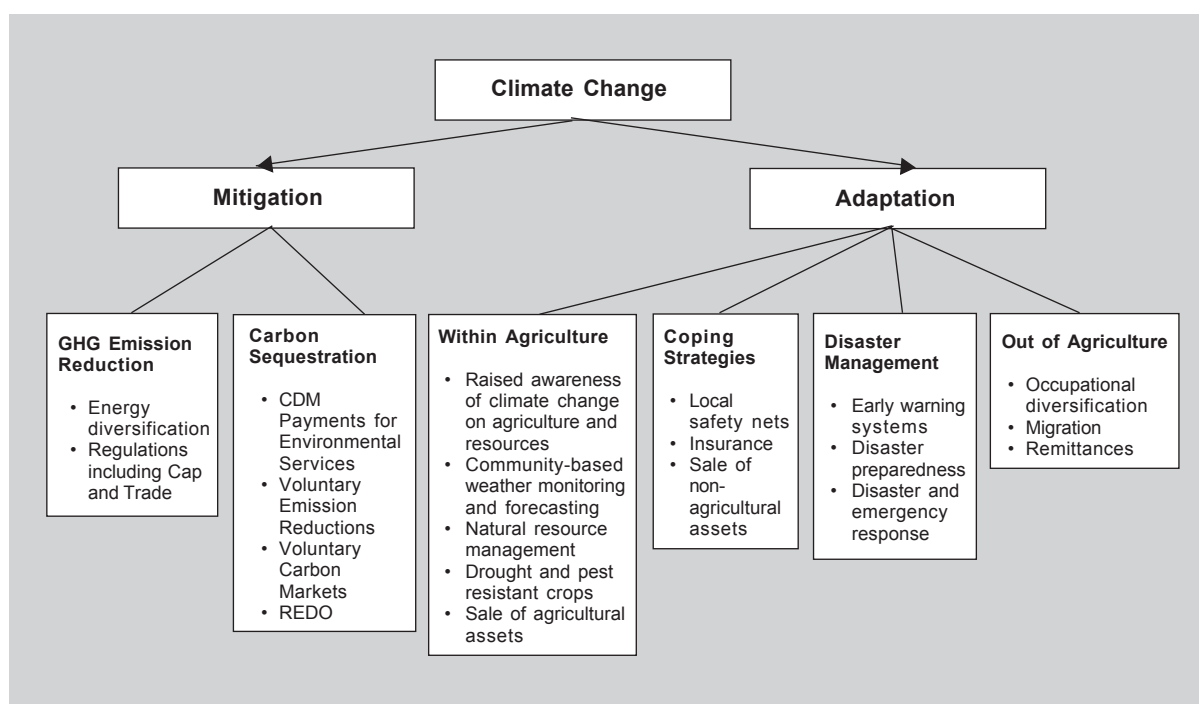 Climate Change
Mitigation
Adaptation
GHG Emission
Reduction
• Energy
diversification
• Regulations
including Cap
and Trade
Carbon
Sequestration
• CDM
Payments for
Environmental
Services
• Voluntary
Emission
Reductions
• Voluntary
Carbon
Markets
• REDO
Within Agriculture
• Raised awareness
of climate change
on agriculture and
resources
• Community-based
weather monitoring
and forecasting
• Natural resource
management
• Drought and pest
resistant crops
• Sale of agricultural
assets
Coping
Strategies
• Local
safety nets
• Insurance
• Sale of
non-
agricultural
assets
Disaster
Management
• Early warning
systems
• Disaster
preparedness
• Disaster and
emergency
response
Out of Agriculture
• Occupational
diversification
• Migration
• Remittances